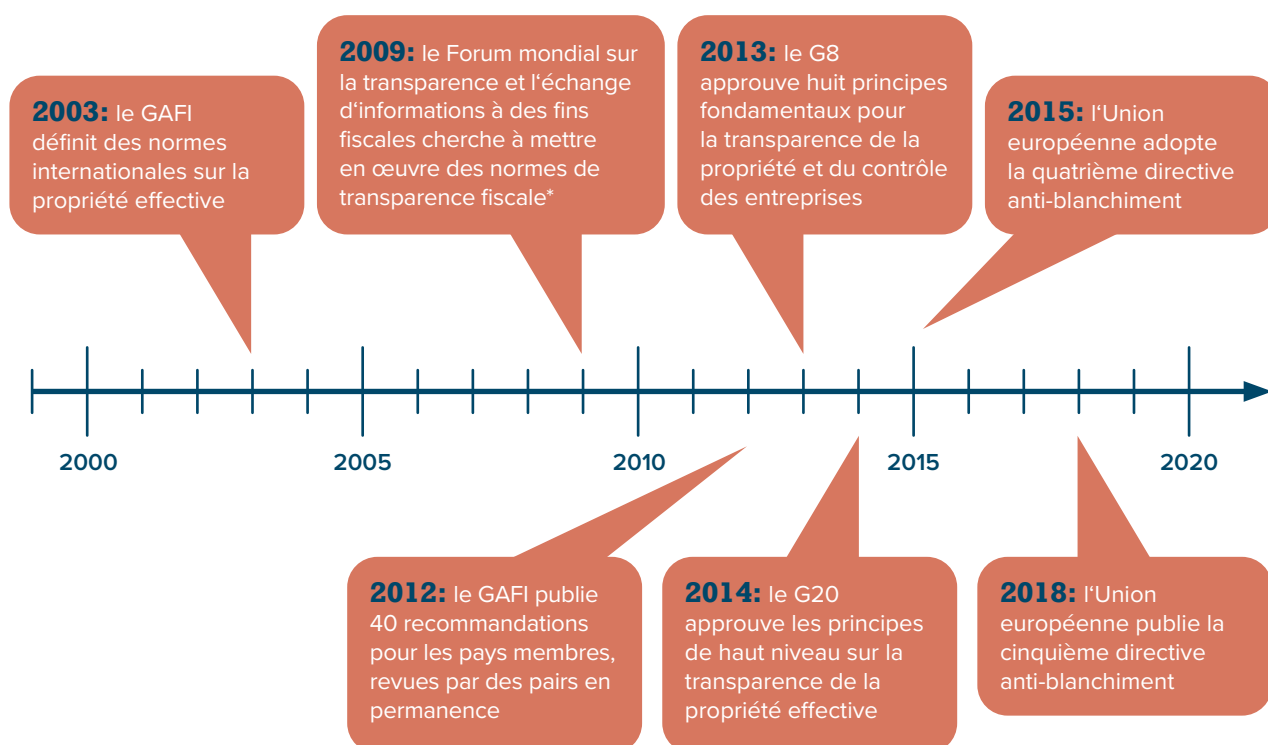 2003: le GAFI
définit des normes
internationales sur la
propriété effective
2009: le Forum mondial sur
la transparence et l‘échange
d‘informations à des fins
fiscales cherche à mettre
en œuvre des normes de
transparence fiscale*
2013: le G8
approuve huit principes
fondamentaux pour
la transparence de la
propriété et du contrôle
des entreprises
2015: l‘Union
européenne adopte
la quatrième directive
anti-blanchiment
2000
2005
2010
2015
2020
2012: le GAFI publie
40 recommandations
pour les pays membres,
revues par des pairs en
permanence
2014: le G20
approuve les principes
de haut niveau sur la
transparence de la
propriété effective
2018: l‘Union
européenne publie la
cinquième directive
anti-blanchiment